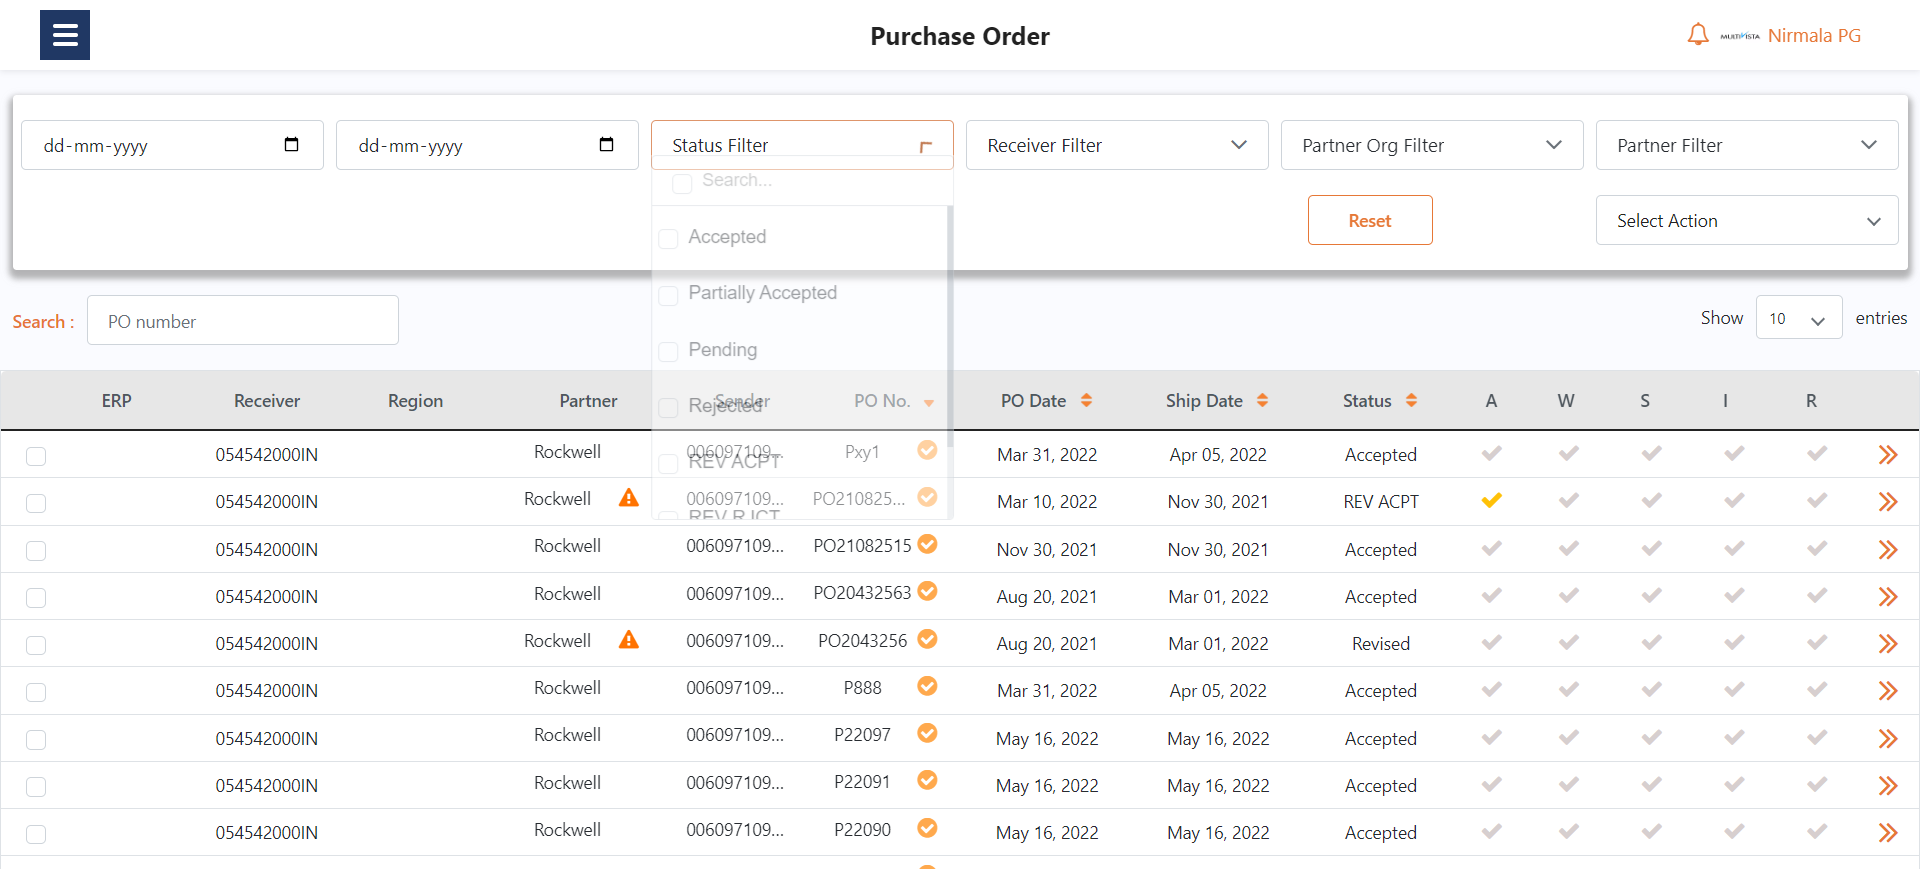 Purchase Order
MULTIVISTA Nirmala PG
dd-mm-yyyy dd-mm-yyyy Status Filter Receiver Filter Partner Org Filter Partner Filter
Search...
Reset Select Action
Accepted
Partially Accepted
Pending
Rejected
REV ACPT
REV RJCT
Search : PO number Show 10 entries
ERP Receiver Region Partner Sender PO No. PO Date Ship Date Status A W S I R
054542000IN Rockwell 006097109... Pxy1 Mar 31, 2022 Apr 05, 2022 Accepted
054542000IN Rockwell 006097109... PO210825... Mar 10, 2022 Nov 30, 2021 REV ACPT
054542000IN Rockwell 006097109... PO21082515 Nov 30, 2021 Nov 30, 2021 Accepted
054542000IN Rockwell 006097109... PO20432563 Aug 20, 2021 Mar 01, 2022 Accepted
054542000IN Rockwell 006097109... PO2043256 Aug 20, 2021 Mar 01, 2022 Revised
054542000IN Rockwell 006097109... P888 Mar 31, 2022 Apr 05, 2022 Accepted
054542000IN Rockwell 006097109... P22097 May 16, 2022 May 16, 2022 Accepted
054542000IN Rockwell 006097109... P22091 May 16, 2022 May 16, 2022 Accepted
054542000IN Rockwell 006097109... P22090 May 16, 2022 May 16, 2022 Accepted